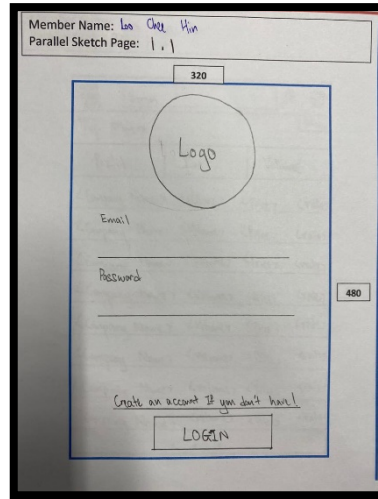 Member Name: Loo Chee Hin
Parallel Sketch Page: 1.1
320
Logo
Email
Password
480
Create an account If you don't have!
LOGIN